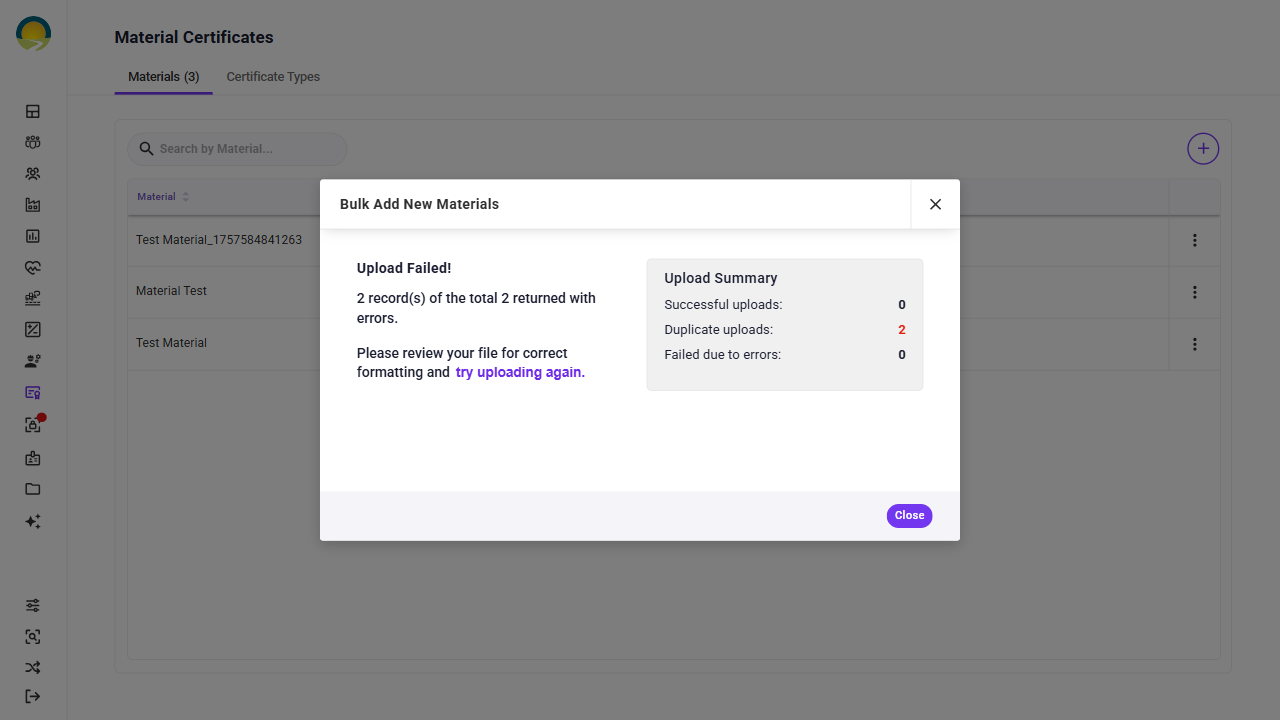 Material Certificates
Materials (3)
Certificate Types
Search by Material...
Material
Test Material_1757584841263
Material Test
Test Material
Bulk Add New Materials
Upload Failed!
2 record(s) of the total 2 returned with
errors.
Please review your file for correct
formatting and try uploading again.
Upload Summary
Successful uploads: 0
Duplicate uploads: 2
Failed due to errors: 0
Close